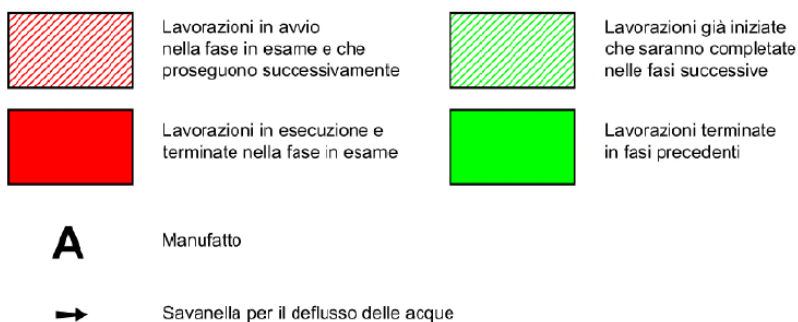 Lavorazioni in avvio
nella fase in esame e che
proseguono successivamente
Lavorazioni già iniziate
che saranno completate
nelle fasi successive
Lavorazioni in esecuzione e
terminate nella fase in esame
Lavorazioni terminate
in fasi precedenti
A
Manufatto
Savanella per il deflusso delle acque